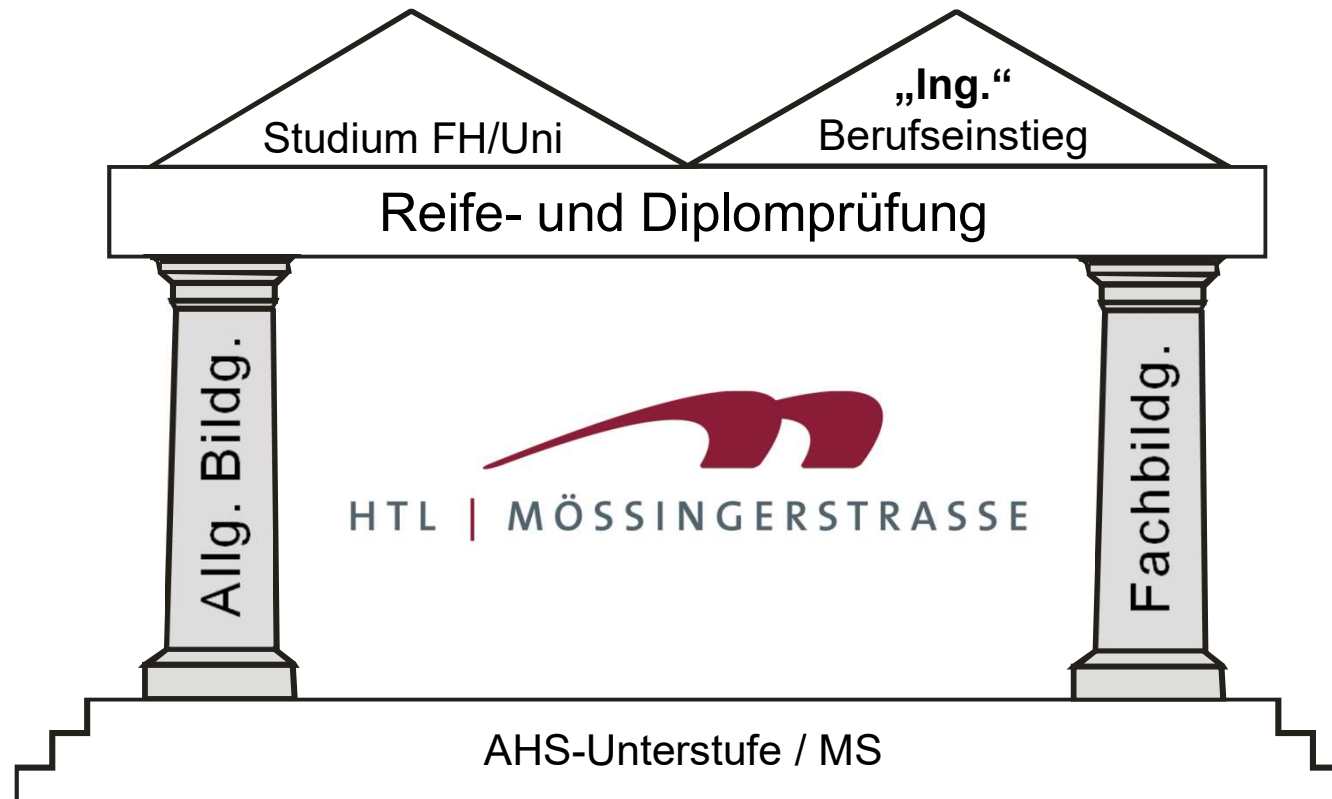 „Ing.“
Studium FH/Uni
Berufseinstieg
Reife- und Diplomprüfung
Allg. Bildg.
HTL | MÖSSINGERSTRASSE
Fachbildg.
AHS-Unterstufe / MS